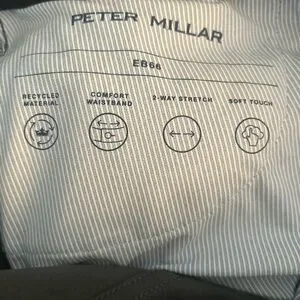 PETER MILLAR
EB66
RECYCLED MATERIAL
COMFORT WAISTBAND
2-WAY STRETCH
SOFT TOUCH